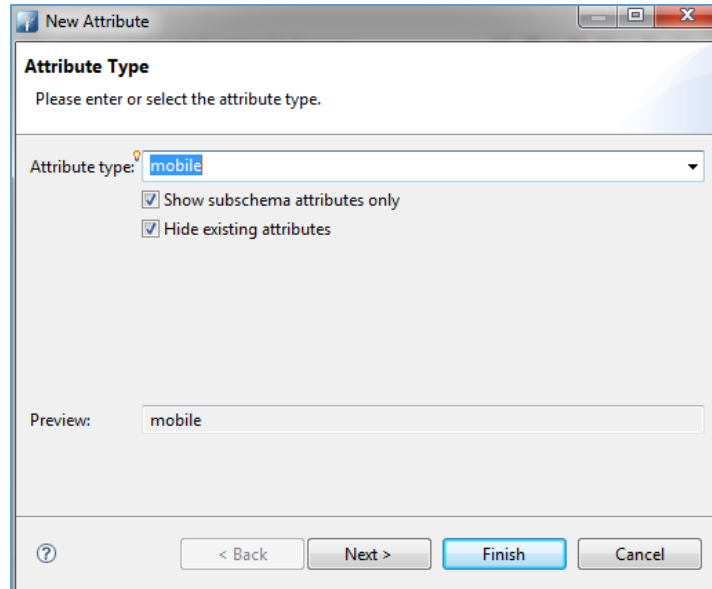 New Attribute
Attribute Type
Please enter or select the attribute type.
Attribute type: mobile
Show subschema attributes only
Hide existing attributes
Preview: mobile
< Back Next > Finish Cancel